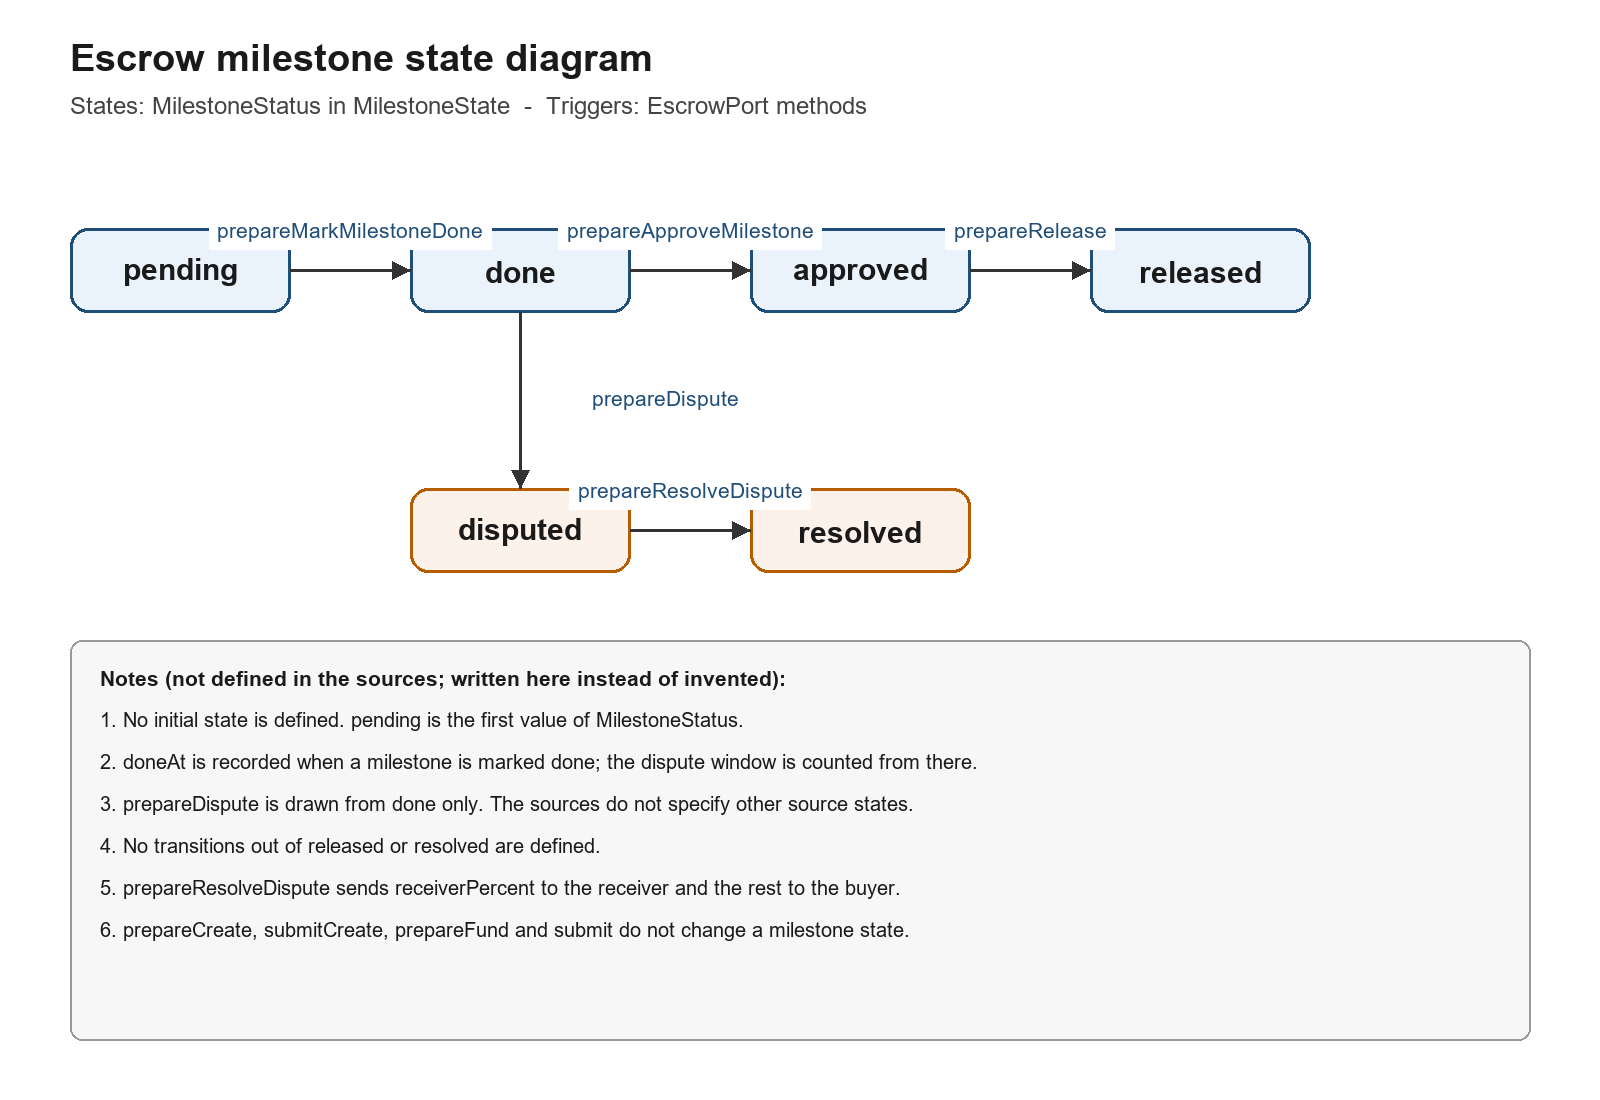 Escrow milestone state diagram
States: MilestoneStatus in MilestoneState - Triggers: EscrowPort methods
prepareMarkMilestoneDone
prepareApproveMilestone
prepareRelease
pending
done
approved
released
prepareDispute
prepareResolveDispute
disputed
resolved
Notes (not defined in the sources; written here instead of invented):
1. No initial state is defined. pending is the first value of MilestoneStatus.
2. doneAt is recorded when a milestone is marked done; the dispute window is counted from there.
3. prepareDispute is drawn from done only. The sources do not specify other source states.
4. No transitions out of released or resolved are defined.
5. prepareResolveDispute sends receiverPercent to the receiver and the rest to the buyer.
6. prepareCreate, submitCreate, prepareFund and submit do not change a milestone state.